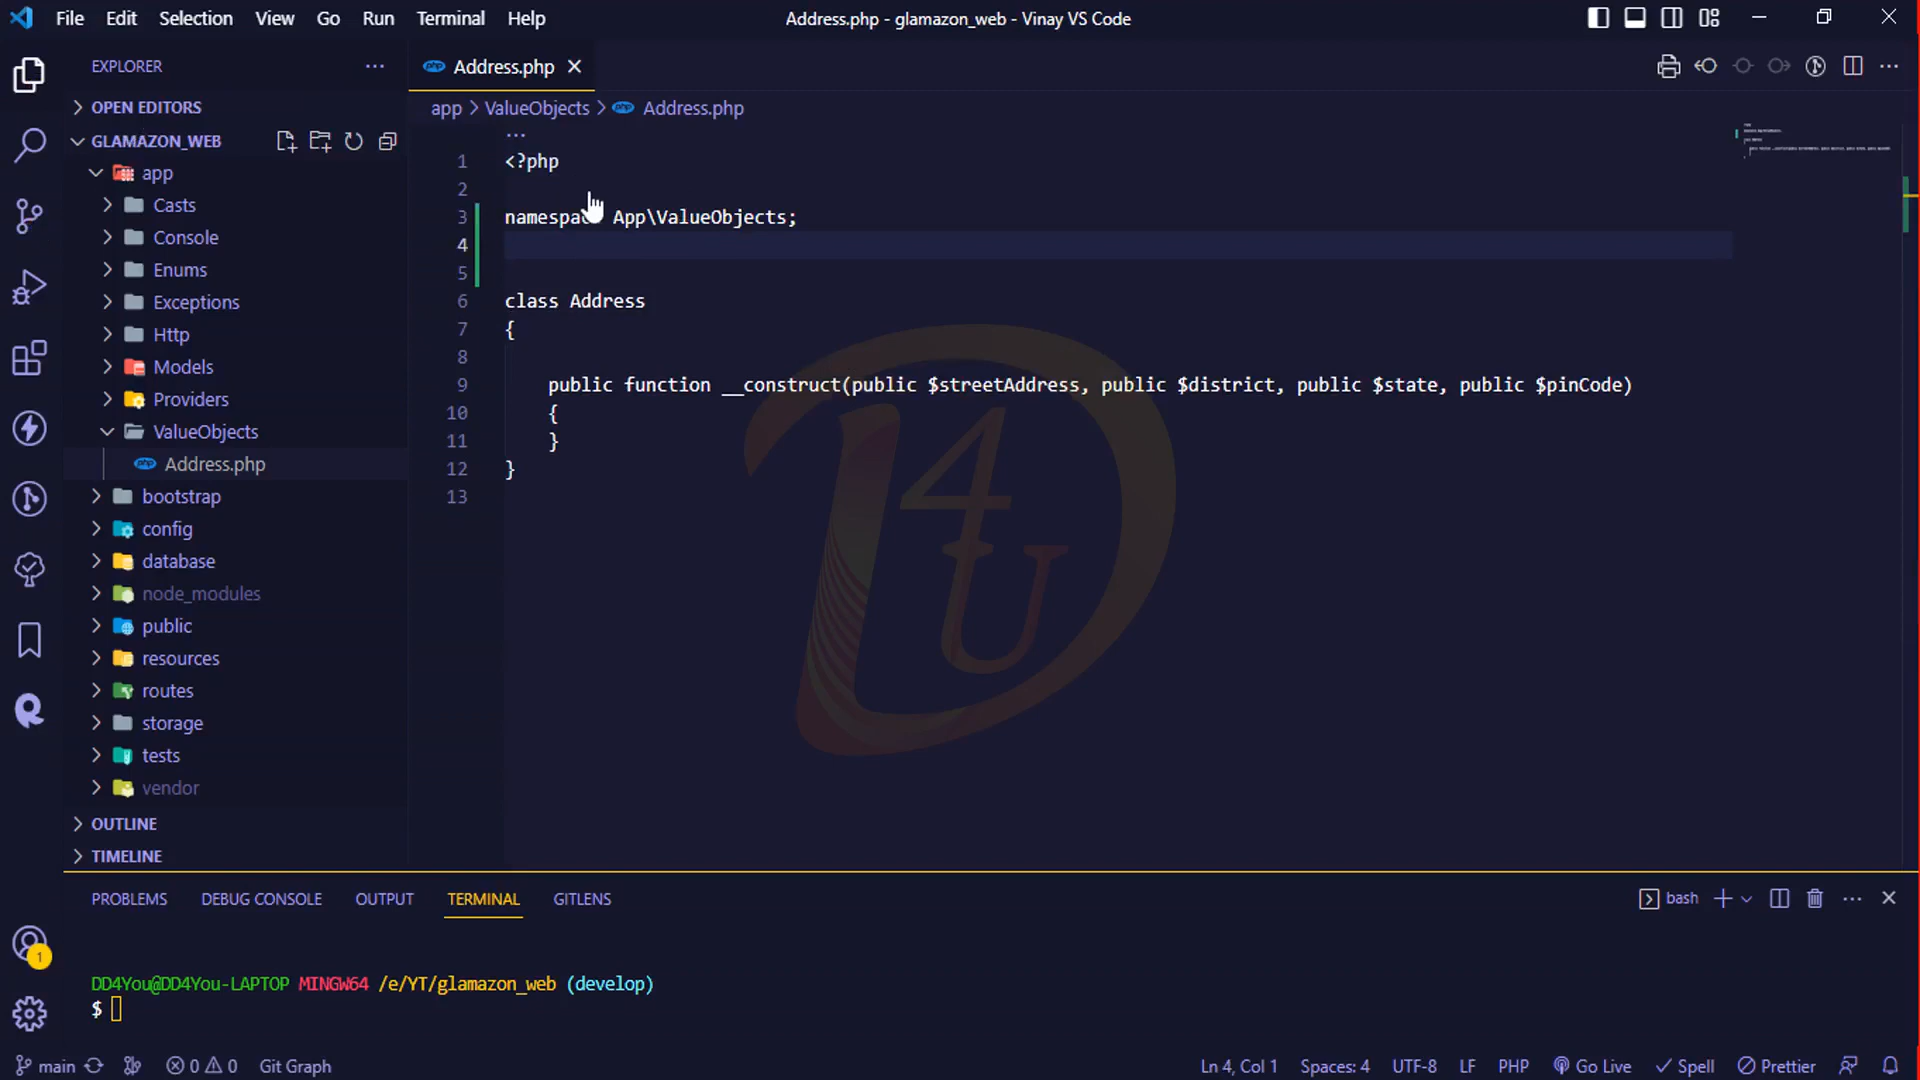 File Edit Selection View Go Run Terminal Help
Address.php - glamazon_web - Vinay VS Code
EXPLORER
OPEN EDITORS
GLAMAZON_WEB
app
Casts
Console
Enums
Exceptions
Http
Models
Providers
ValueObjects
Address.php
bootstrap
config
database
node_modules
public
resources
routes
storage
tests
vendor
OUTLINE
TIMELINE
Address.php
app > ValueObjects > Address.php
1 <?php
2
3 namespac App\ValueObjects;
4
5
6 class Address
7 {
8
9 public function __construct(public $streetAddress, public $district, public $state, public $pinCode)
10 {
11 }
12 }
13
4
U
PROBLEMS DEBUG CONSOLE OUTPUT TERMINAL GITLENS
bash
DD4You@DD4You-LAPTOP MINGW64 /e/YT/glamazon_web (develop)
$
1
main 0 0 Git Graph
Ln 4, Col 1 Spaces: 4 UTF-8 LF PHP Go Live Spell Prettier